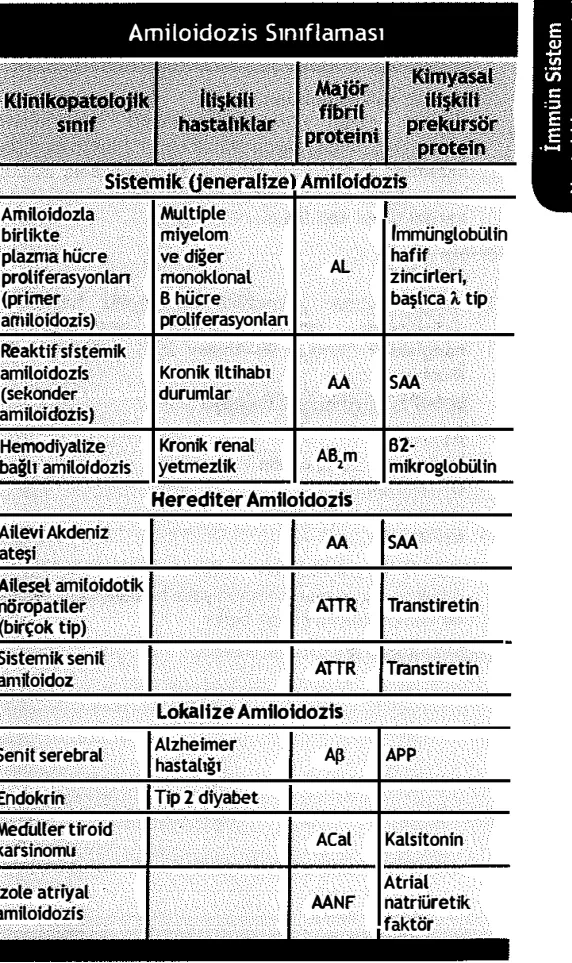 Amiloidozis Sınıflaması
İmmün Sistem
Klinikopatolojik sınıf
İlişkili hastalıklar
Majör fibril proteini
Kimyasal ilişkili prekursör protein
Sistemik (jeneralize) Amiloidozis
Amiloidozla
birlikte
plazma hücre
proliferasyonları
(primer
amiloidozis)
Multiple
miyelom
ve diğer
monoklonal
B hücre
proliferasyonları
AL
İmmünglobülin
hafif
zincirleri,
başlıca λ tip
Reaktif sistemik
amiloidozis
(sekonder
amiloidozis)
Kronik iltihabı
durumlar
AA
SAA
Hemodiyalize
bağlı amiloidozis
Kronik renal
yetmezlik
Aß₂m
ß2-
mikroglobülin
Herediter Amiloidozis
Ailevi Akdeniz
ateşi
AA
SAA
Ailesel amiloidotik
nöropatiler
(birçok tip)
ATTR
Transtiretin
Sistemik senil
amiloidoz
ATTR
Transtiretin
Lokalize Amiloidozis
Senil serebral
Alzheimer
hastalığı
Aβ
APP
Endokrin
Tip 2 diyabet
Meduller tiroid
karsinomu
ACal
Kalsitonin
İzole atriyal
amiloidozis
AANF
Atrial
natriüretik
faktör